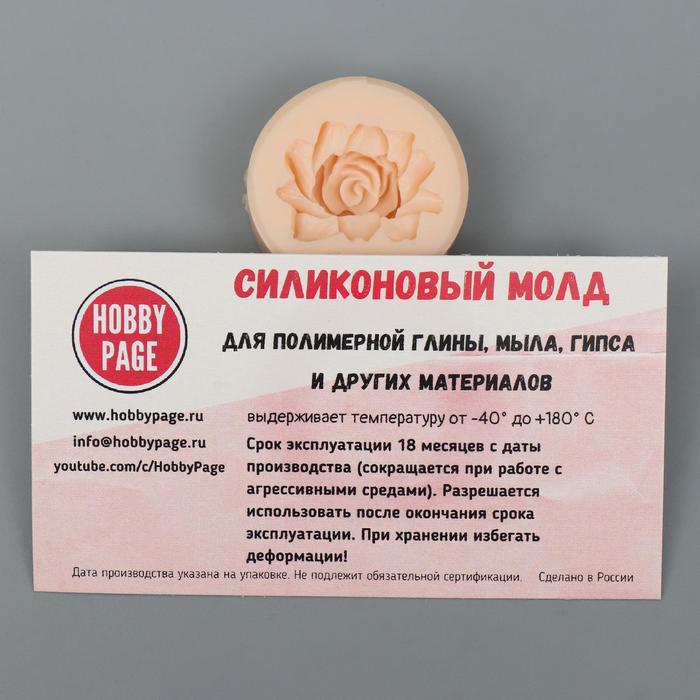 HOBBY
PAGE
www.hobbypage.ru
info@hobbypage.ru
youtube.com/c/HobbyPage
СИЛИКОНОВЫЙ МОЛД
ДЛЯ ПОЛИМЕРНОЙ ГЛИНЫ, МЫЛА, ГИПСА
И ДРУГИХ МАТЕРИАЛОВ
выдерживает температуру от -40° до +180° С
Срок эксплуатации 18 месяцев с даты
производства (сокращается при работе с
агрессивными средами). Разрешается
использовать после окончания срока
эксплуатации. При хранении избегать
деформации!
Дата производства указана на упаковке. Не подлежит обязательной сертификации. Сделано в России